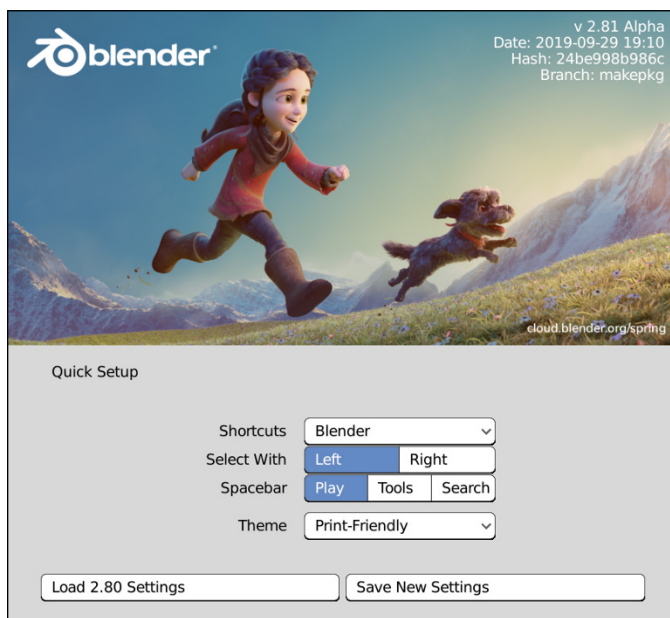 blender
v 2.81 Alpha
Date: 2019-09-29 19:10
Hash: 24be998b986c
Branch: makepkg
cloud.blender.org/spring
Quick Setup
Shortcuts Blender
Select With Left Right
Spacebar Play Tools Search
Theme Print-Friendly
Load 2.80 Settings Save New Settings